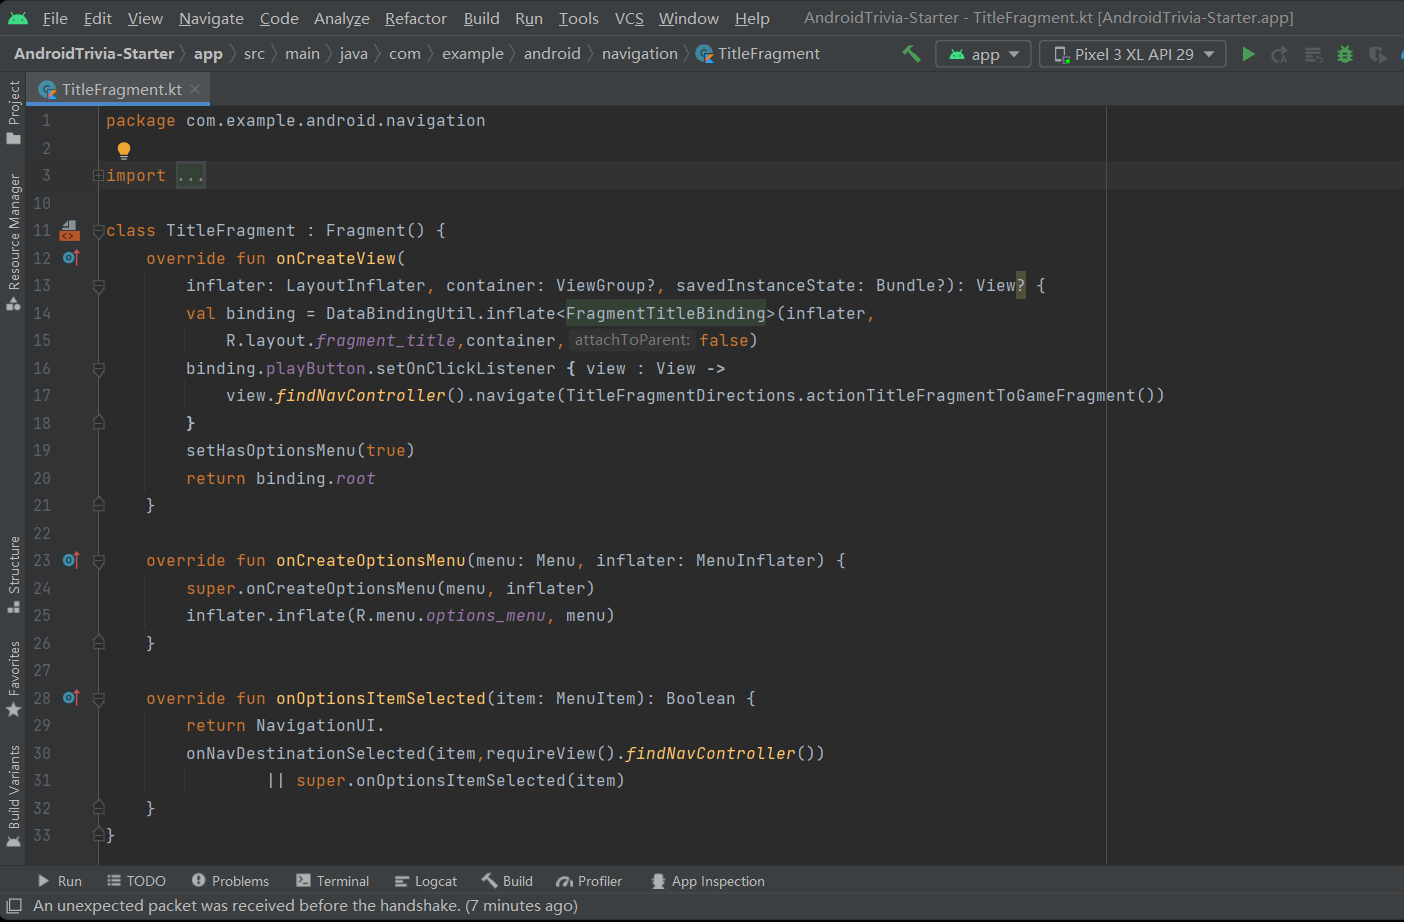 File Edit View Navigate Code Analyze Refactor Build Run Tools VCS Window Help AndroidTrivia-Starter - TitleFragment.kt [AndroidTrivia-Starter.app]
AndroidTrivia-Starter app src main java com example android navigation TitleFragment app Pixel 3 XL API 29
TitleFragment.kt
Project
Resource Manager
Structure
Favorites
Build Variants
1 package com.example.android.navigation
2
3 import ...
10
11 class TitleFragment : Fragment() {
12 override fun onCreateView(
13 inflater: LayoutInflater, container: ViewGroup?, savedInstanceState: Bundle?): View? {
14 val binding = DataBindingUtil.inflate<FragmentTitleBinding>(inflater,
15 R.layout.fragment_title,container, attachToParent: false)
16 binding.playButton.setOnClickListener { view : View ->
17 view.findNavController().navigate(TitleFragmentDirections.actionTitleFragmentToGameFragment())
18 }
19 setHasOptionsMenu(true)
20 return binding.root
21 }
22
23 override fun onCreateOptionsMenu(menu: Menu, inflater: MenuInflater) {
24 super.onCreateOptionsMenu(menu, inflater)
25 inflater.inflate(R.menu.options_menu, menu)
26 }
27
28 override fun onOptionsItemSelected(item: MenuItem): Boolean {
29 return NavigationUI.
30 onNavDestinationSelected(item,requireView().findNavController())
31 || super.onOptionsItemSelected(item)
32 }
33 }
Run TODO Problems Terminal Logcat Build Profiler App Inspection
An unexpected packet was received before the handshake. (7 minutes ago)